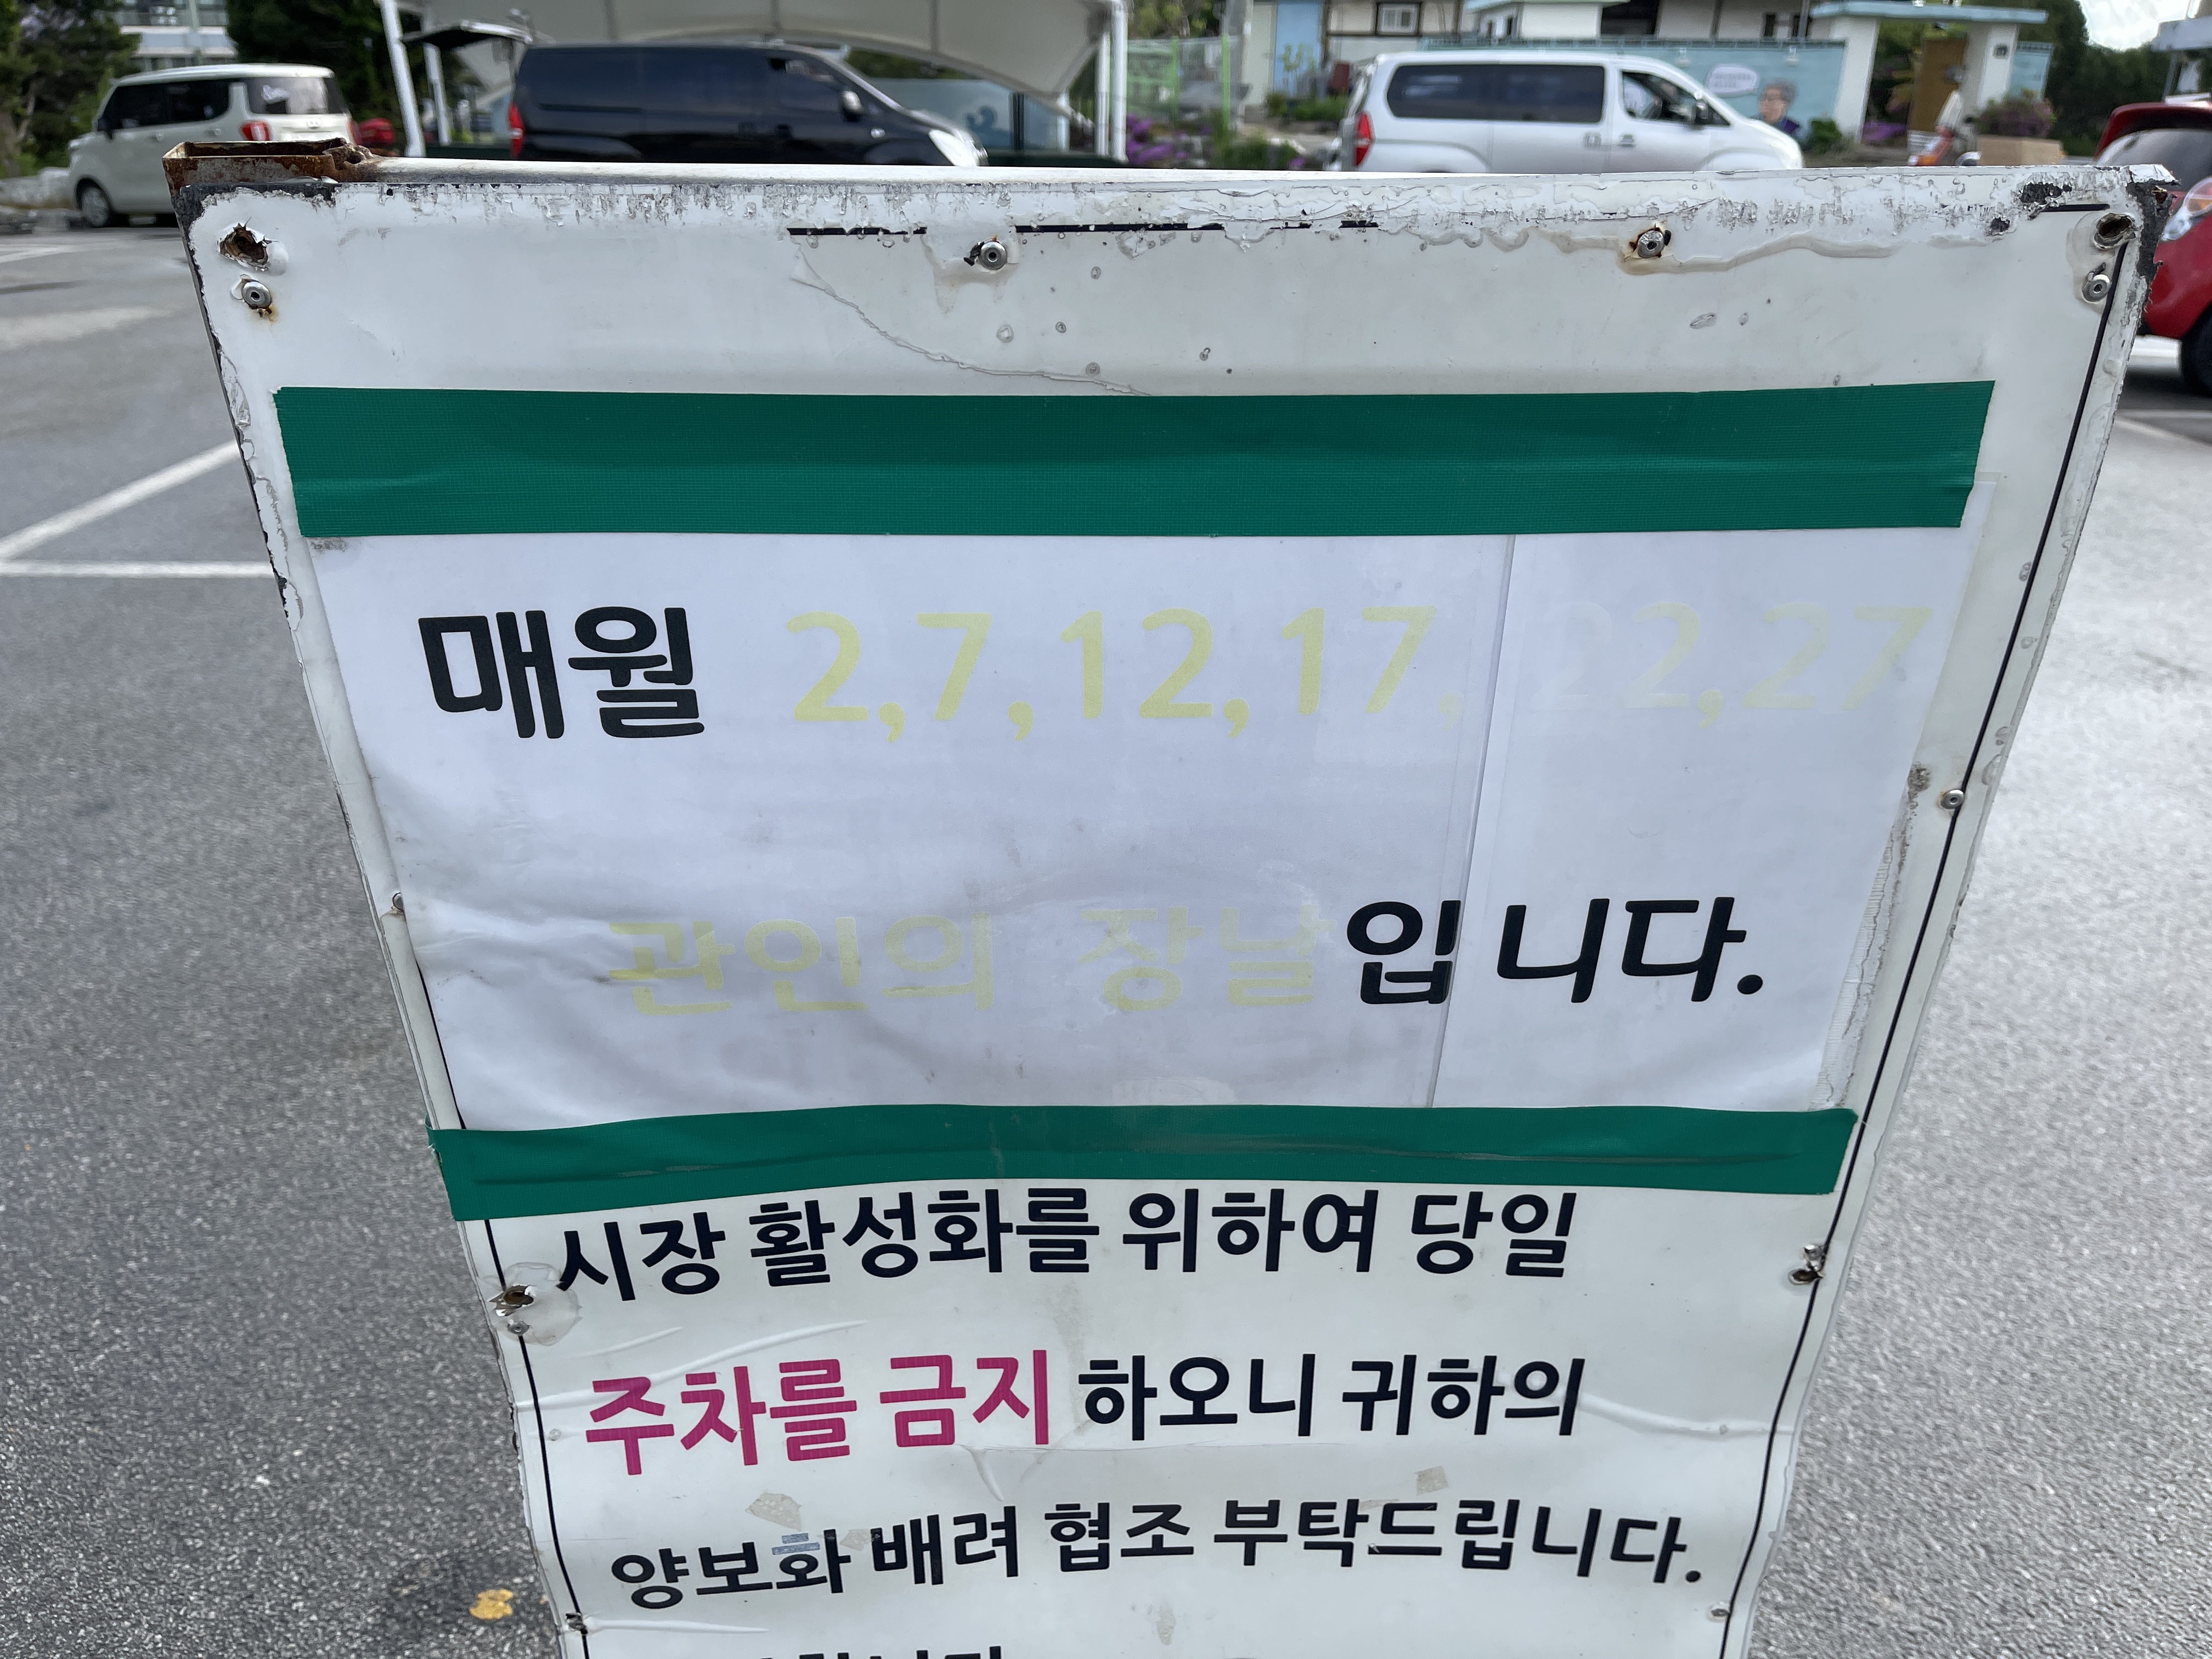 매월 2,7,12,17,22,27
관인의 장날입니다.
시장 활성화를 위하여 당일
주차를 금지 하오니 귀하의
양보화 배려 협조 부탁드립니다.